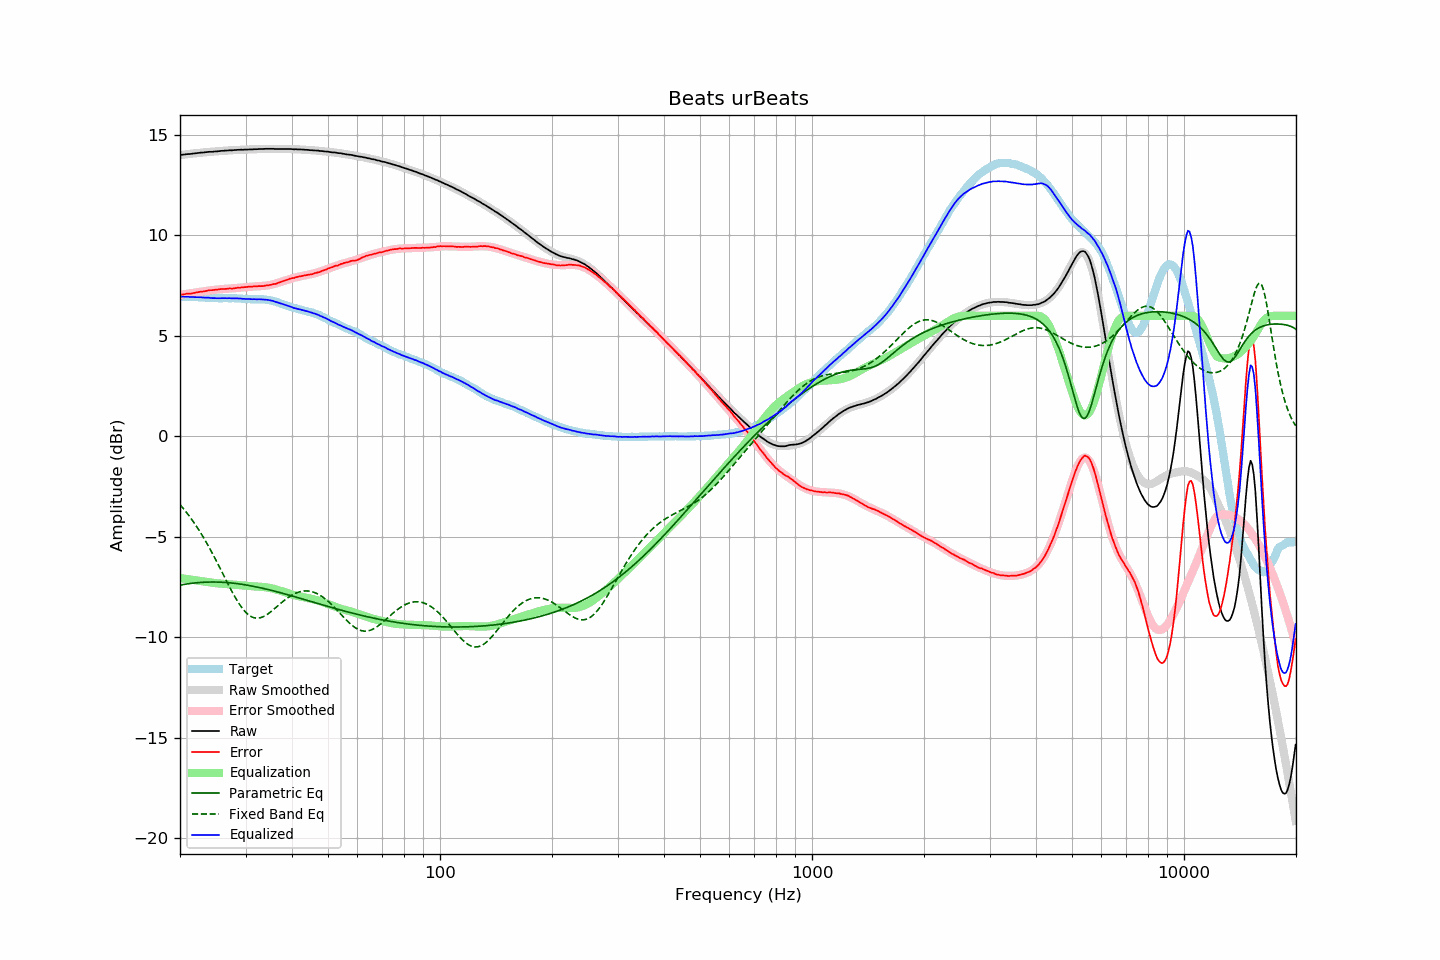 Beats urBeats
15
10
5
0
−5
−10
−15
−20
Amplitude (dBr)
Target
Raw Smoothed
Error Smoothed
Raw
Error
Equalization
Parametric Eq
Fixed Band Eq
Equalized
100
1000
10000
Frequency (Hz)